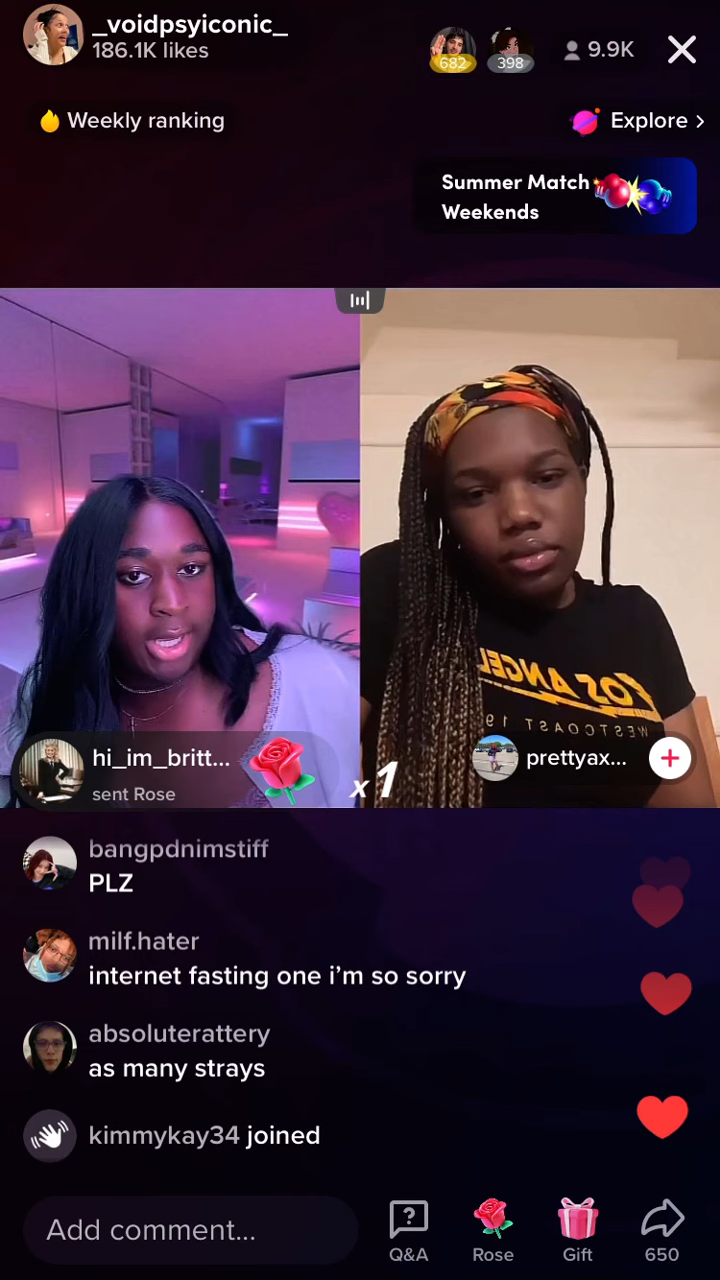 _voidpsyiconic_
186.1K likes
682
398
9.9K
Weekly ranking
Explore >
Summer Match
Weekends
LOS ANGEL
WESTCOAST 19
hi_im_britt...
sent Rose
x1
prettyax...
bangpdnimstiff
PLZ
milf.hater
internet fasting one i'm so sorry
absoluterattery
as many strays
kimmykay34 joined
Add comment...
Q&A
Rose
Gift
650